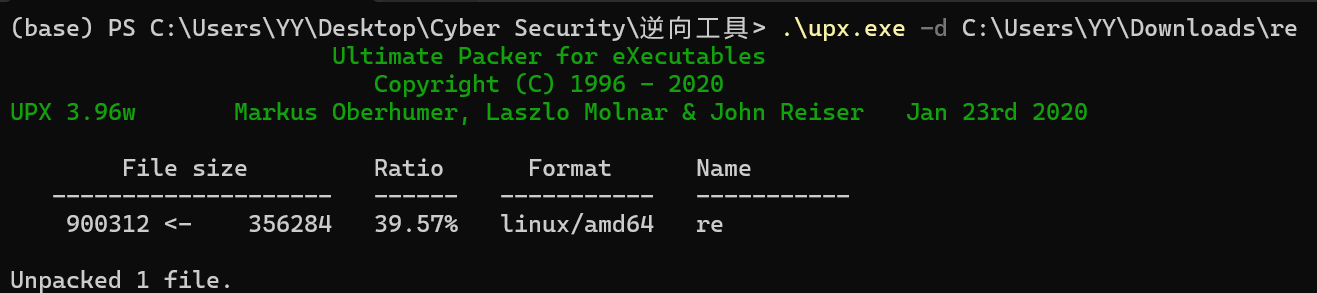 (base) PS C:\Users\YY\Desktop\Cyber Security\逆向工具> .\upx.exe -d C:\Users\YY\Downloads\re
Ultimate Packer for eXecutables
Copyright (C) 1996 - 2020
UPX 3.96w       Markus Oberhumer, Laszlo Molnar & John Reiser   Jan 23rd 2020
File size         Ratio      Format      Name
--------------------   ------   -----------   -----------
900312 <-    356284   39.57%   linux/amd64   re
Unpacked 1 file.